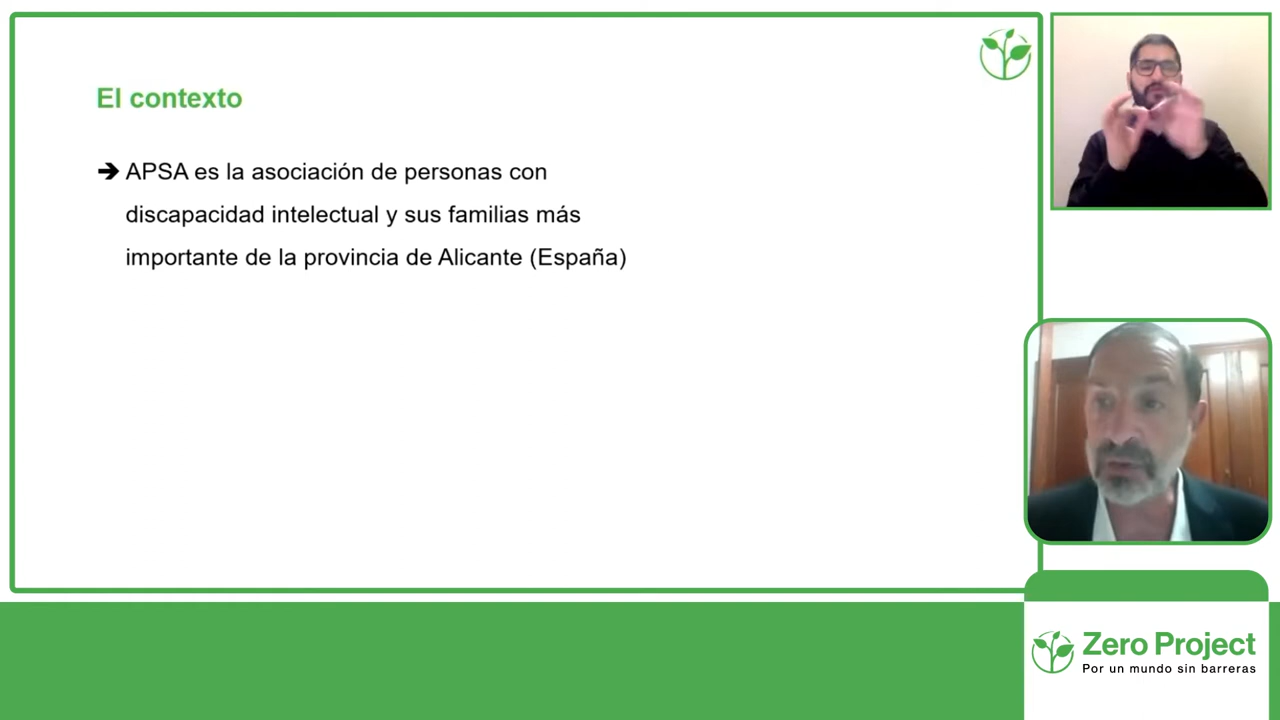 El contexto
➔ APSA es la asociación de personas con
discapacidad intelectual y sus familias más
importante de la provincia de Alicante (España)
Zero Project
Por un mundo sin barreras